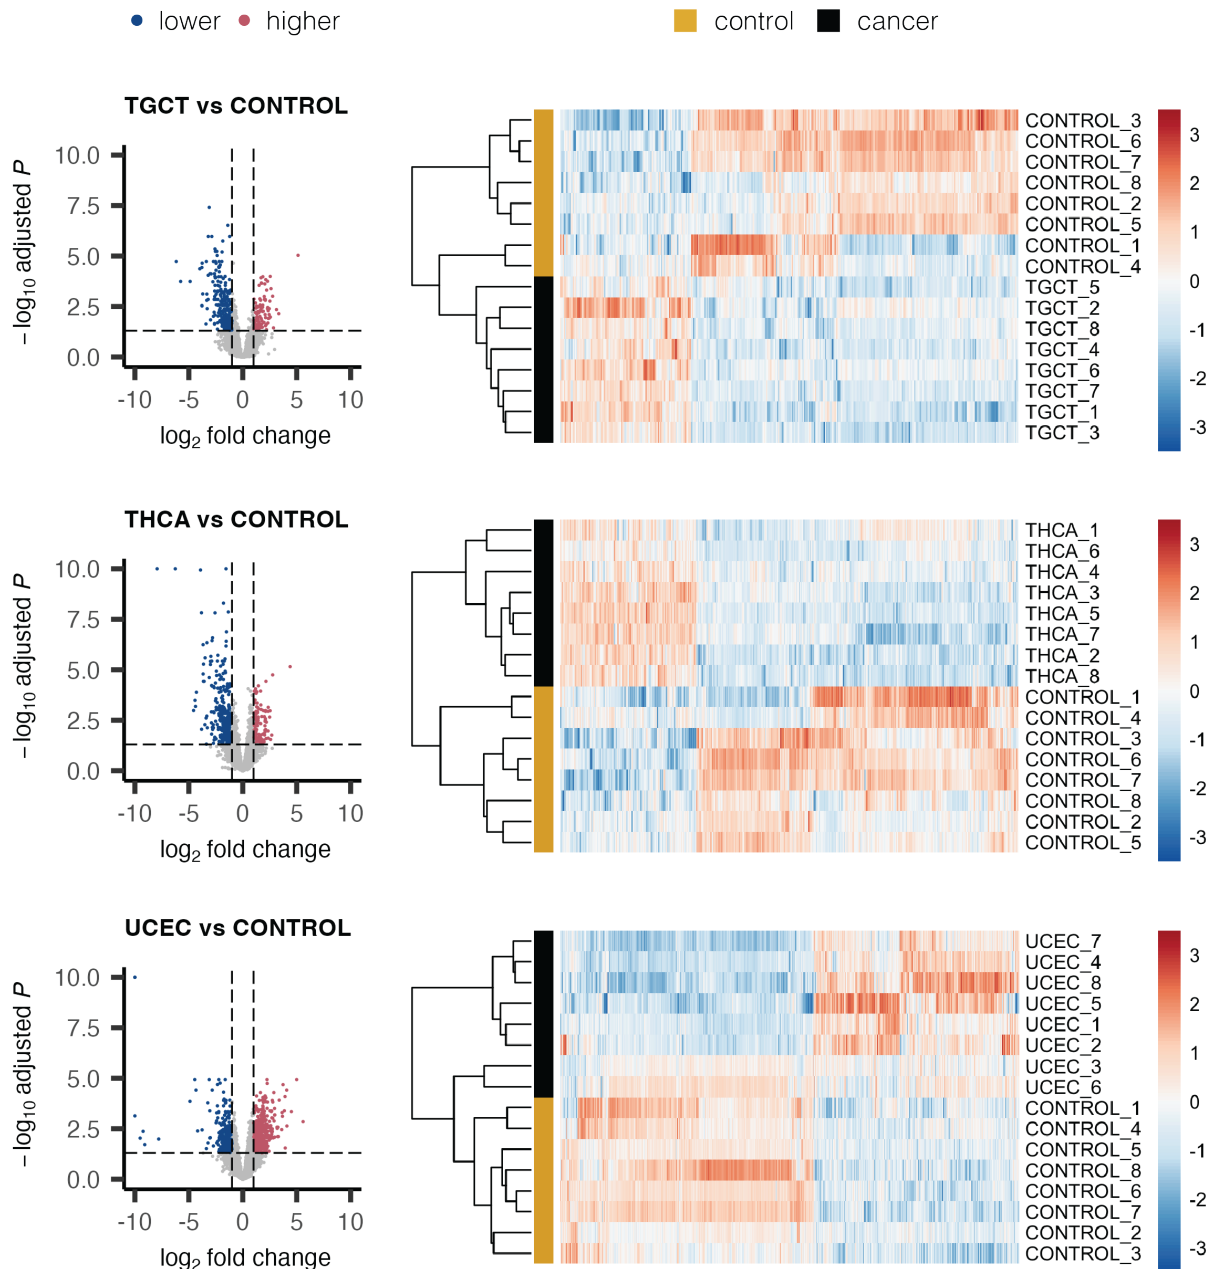 lower higher control cancer
TGCT vs CONTROL
−log10 adjusted P
10.0
7.5
5.0
2.5
0.0
-10 -5 0 5 10
log2 fold change
CONTROL_3
CONTROL_6
CONTROL_7
CONTROL_8
CONTROL_2
CONTROL_5
CONTROL_1
CONTROL_4
TGCT_5
TGCT_2
TGCT_8
TGCT_4
TGCT_6
TGCT_7
TGCT_1
TGCT_3
3
2
1
0
-1
-2
-3
THCA vs CONTROL
−log10 adjusted P
10.0
7.5
5.0
2.5
0.0
-10 -5 0 5 10
log2 fold change
THCA_1
THCA_6
THCA_4
THCA_3
THCA_5
THCA_7
THCA_2
THCA_8
CONTROL_1
CONTROL_4
CONTROL_3
CONTROL_6
CONTROL_7
CONTROL_8
CONTROL_2
CONTROL_5
3
2
1
0
-1
-2
-3
UCEC vs CONTROL
−log10 adjusted P
10.0
7.5
5.0
2.5
0.0
-10 -5 0 5 10
log2 fold change
UCEC_7
UCEC_4
UCEC_8
UCEC_5
UCEC_1
UCEC_2
UCEC_3
UCEC_6
CONTROL_1
CONTROL_4
CONTROL_5
CONTROL_8
CONTROL_6
CONTROL_7
CONTROL_2
CONTROL_3
3
2
1
0
-1
-2
-3